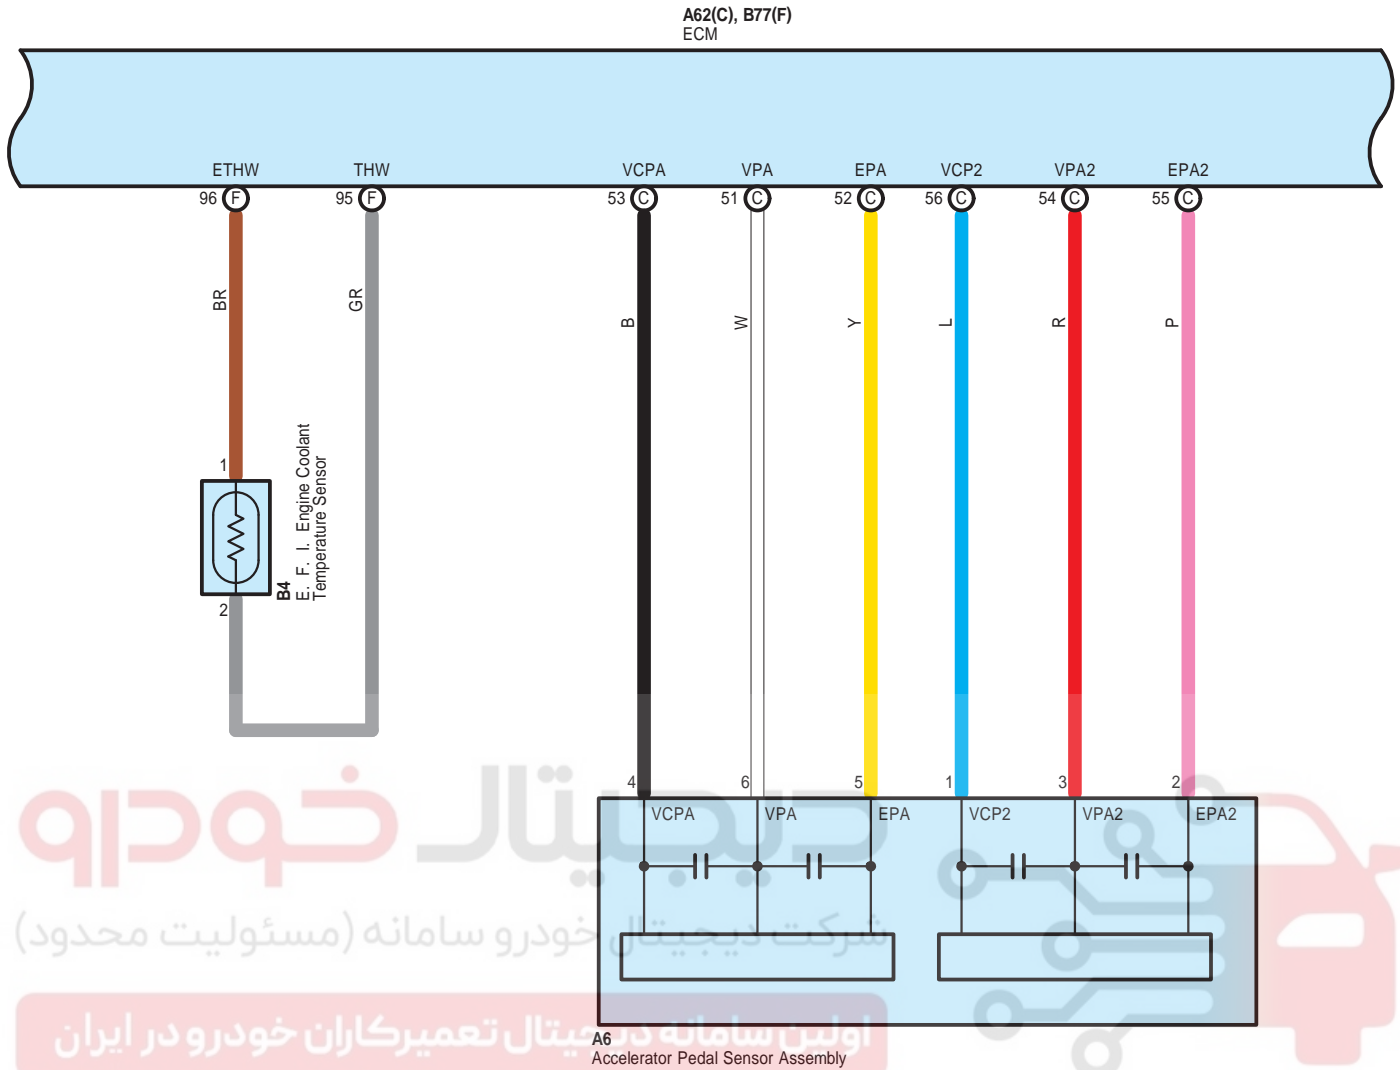 A62(C), B77(F)
ECM
ETHW THW VCPA VPA EPA VCP2 VPA2 EPA2
96 F 95 F 53 C 51 C 52 C 56 C 54 C 55 C
BR GR B W Y L R P
1
B4
E. F. I. Engine Coolant
Temperature Sensor
2
4 6 5 1 3 2
VCPA VPA EPA VCP2 VPA2 EPA2
دیجیتال خودرو
شرکت دیجیتال خودرو سامانه (مسئولیت محدود)
اولین سامانه دیجیتال تعمیرکاران خودرو در ایران
A6
Accelerator Pedal Sensor Assembly